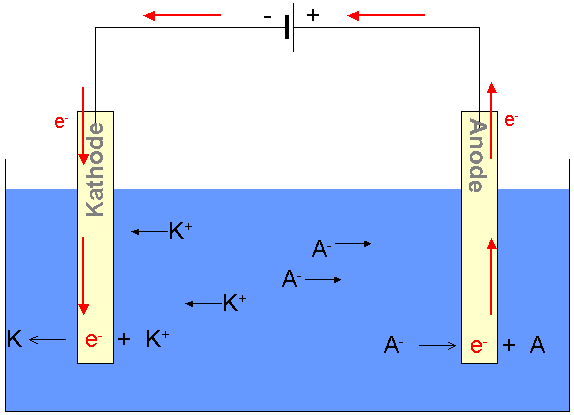 - +
e-
e-
Kathode
Anode
K+
A-
A-
K+
K e- + K+
A- e- + A